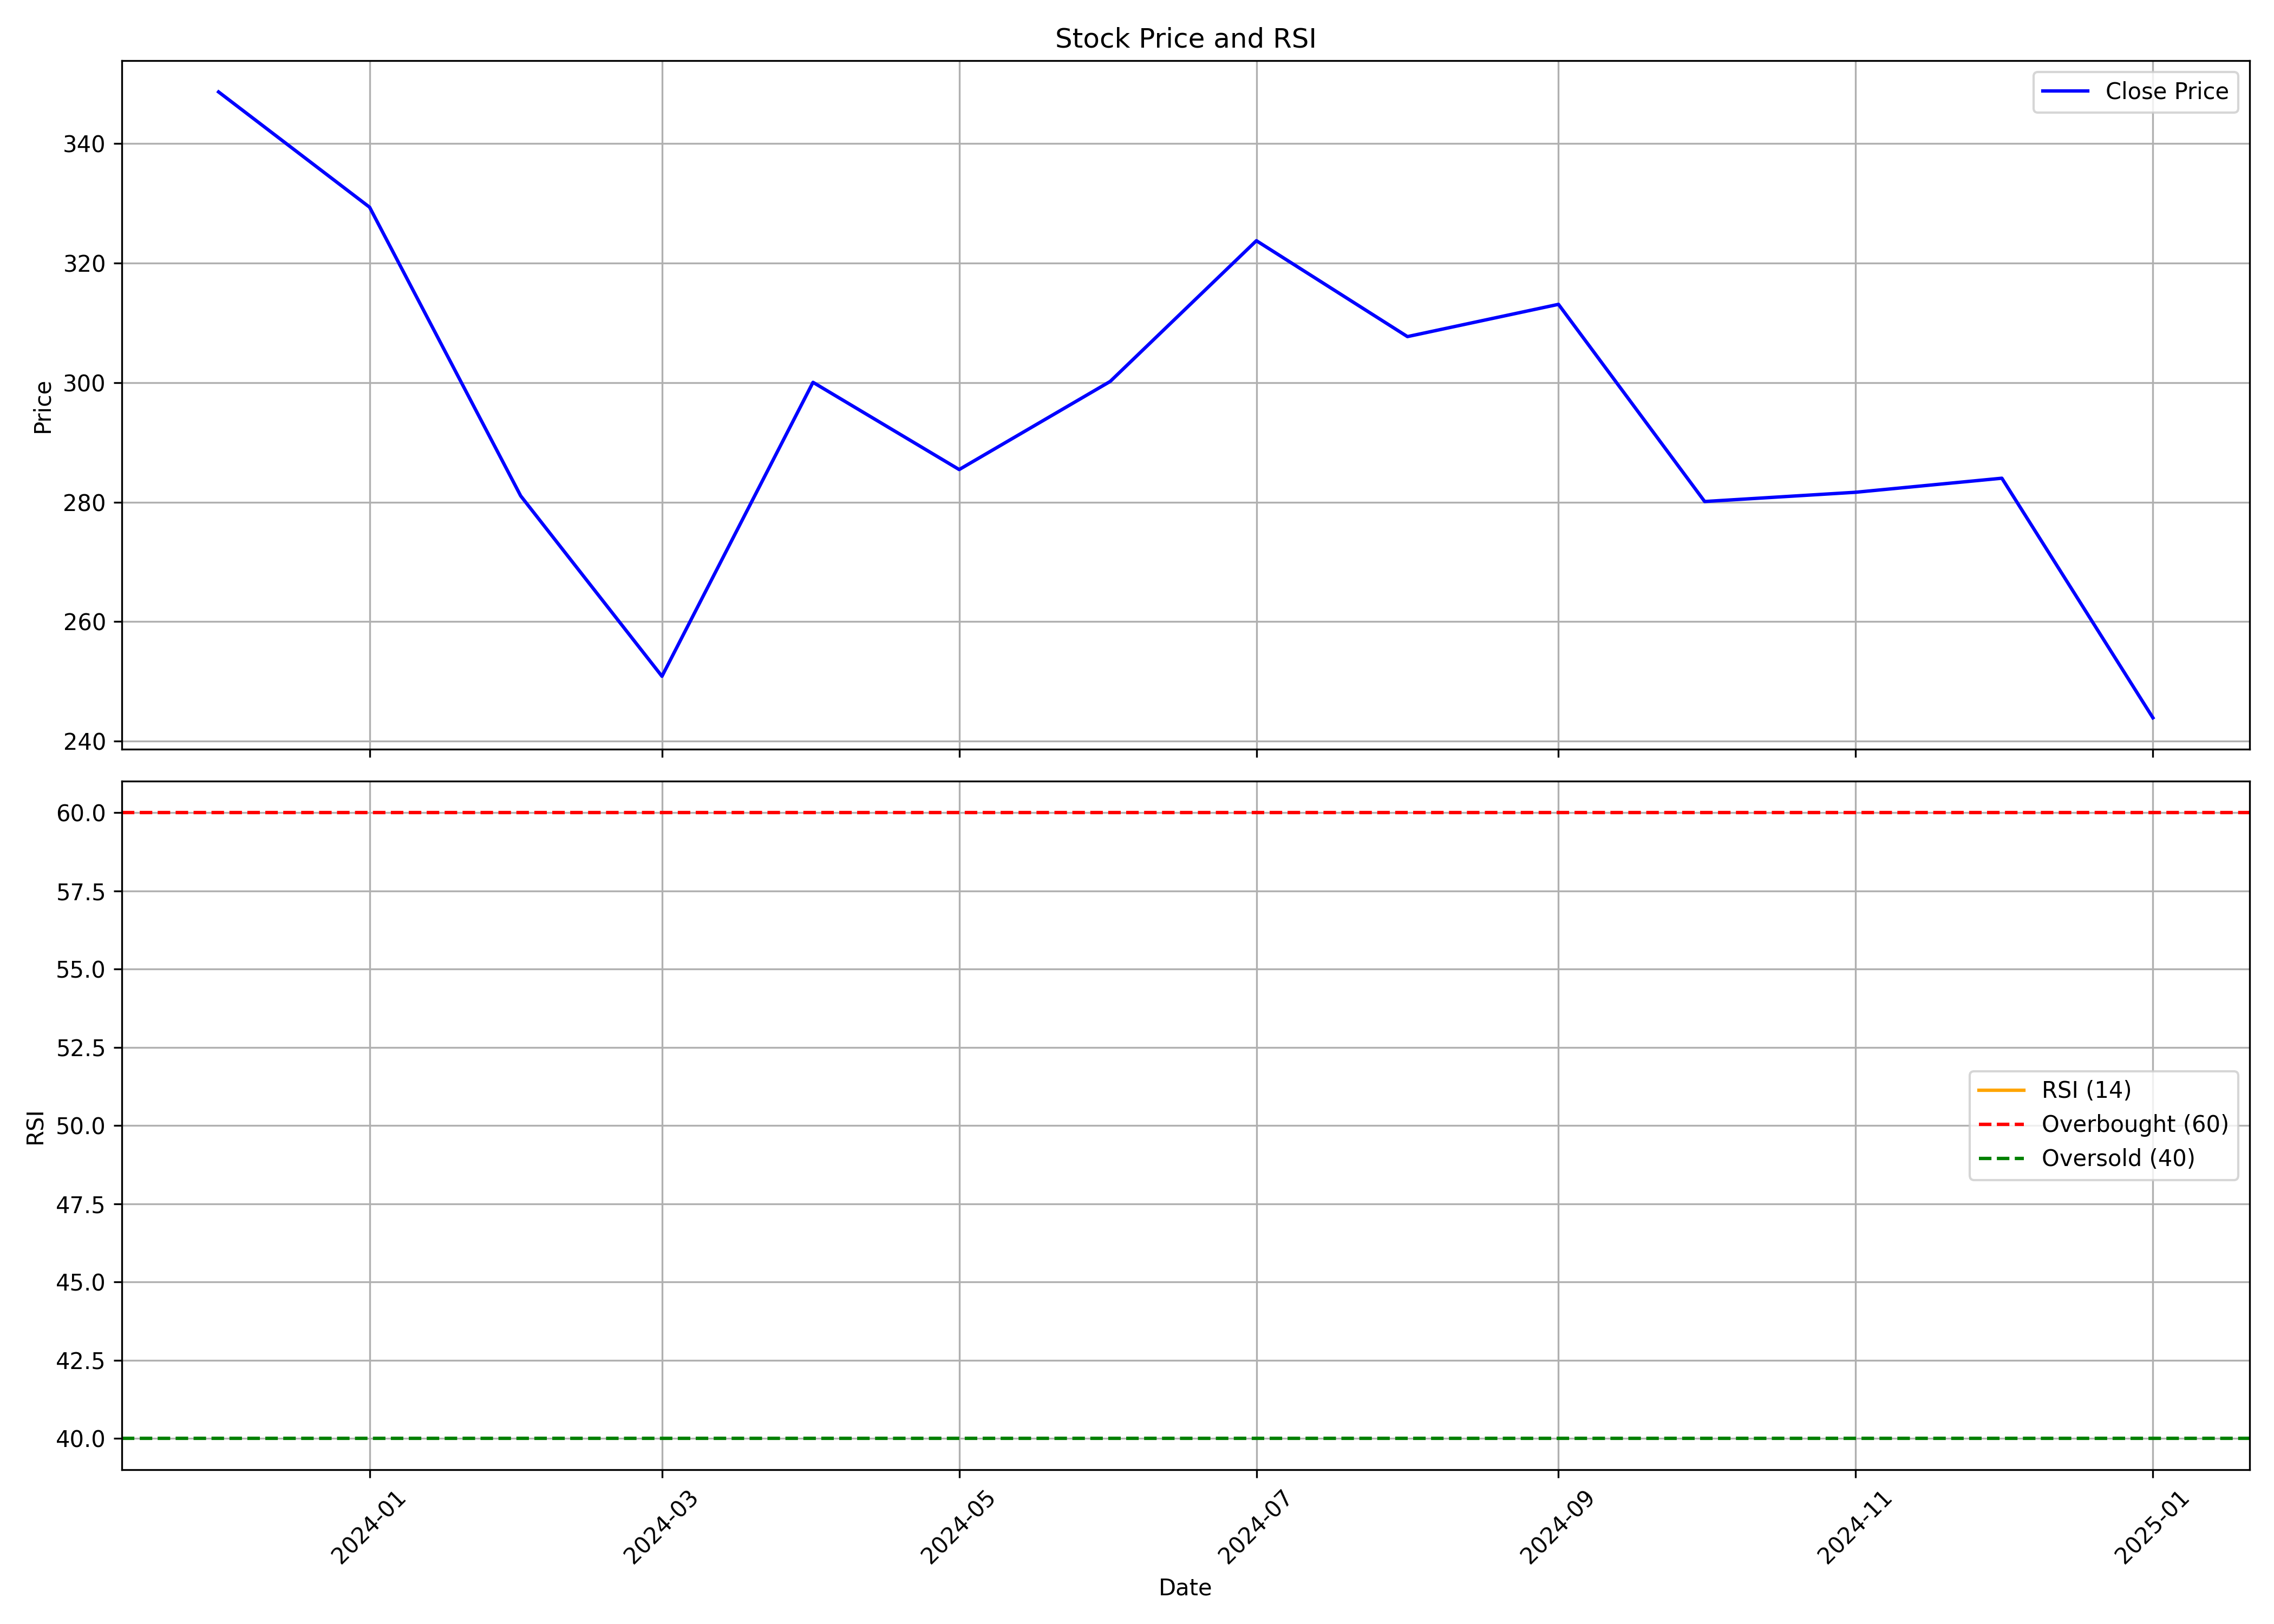 Stock Price and RSI
Close Price
340
320
300
280
260
240
Price
60.0
57.5
55.0
52.5
50.0
47.5
45.0
42.5
40.0
RSI
RSI (14)
Overbought (60)
Oversold (40)
2024-01
2024-03
2024-05
2024-07
2024-09
2024-11
2025-01
Date